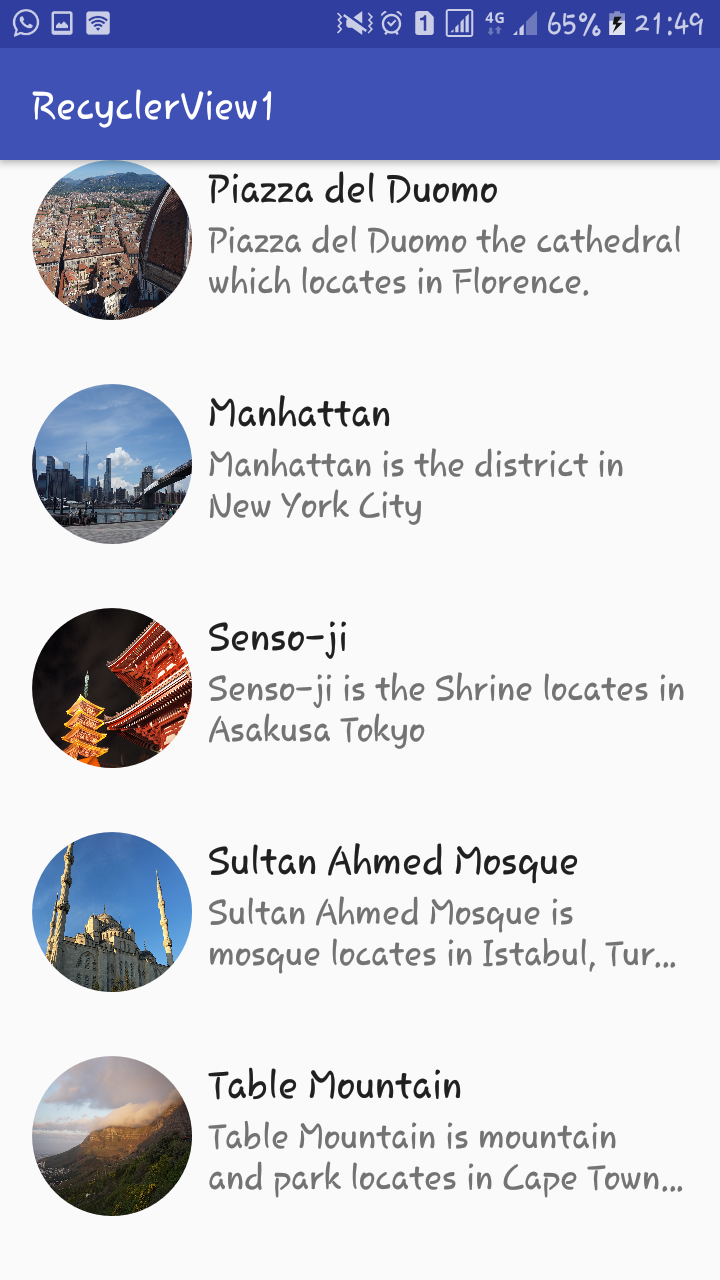 1 4G 65% 21:49
RecyclerView1
Piazza del Duomo
Piazza del Duomo the cathedral
which locates in Florence.
Manhattan
Manhattan is the district in
New York City
Senso-ji
Senso-ji is the Shrine locates in
Asakusa Tokyo
Sultan Ahmed Mosque
Sultan Ahmed Mosque is
mosque locates in Istabul, Tur...
Table Mountain
Table Mountain is mountain
and park locates in Cape Town...